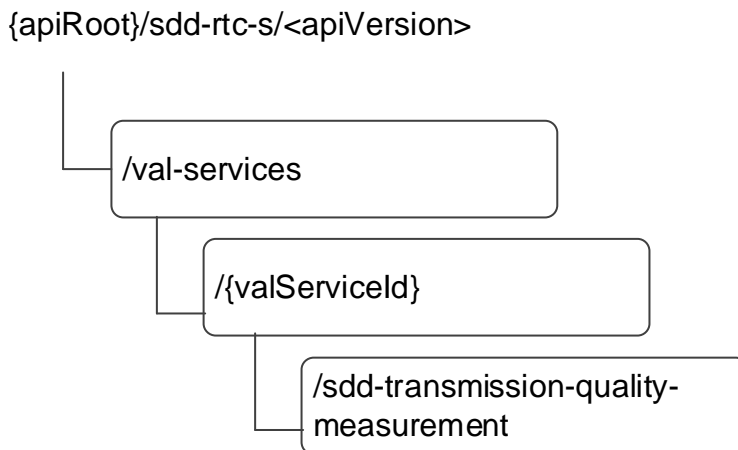 {apiRoot}/sdd-rtc-s/<apiVersion>
/val-services
/{valServiceId}
/sdd-transmission-quality-
measurement